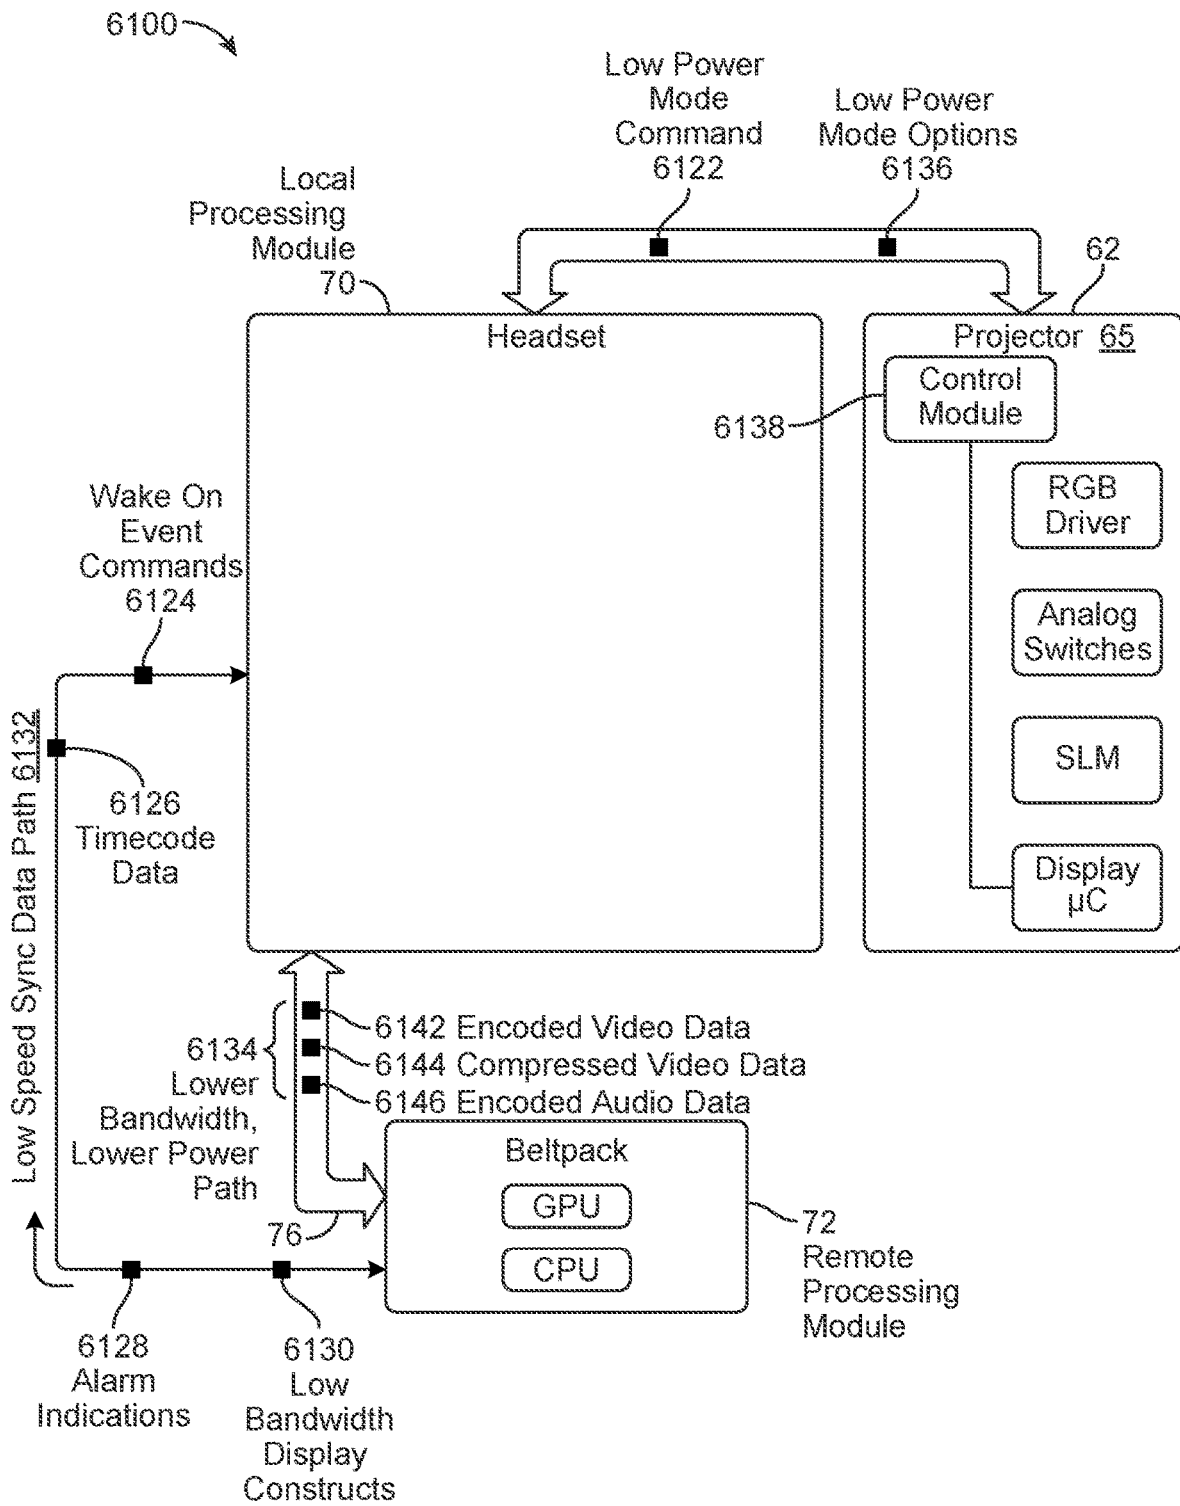 6100
Low Power
Mode
Command
6122
Low Power
Mode Options
6136
Local
Processing
Module
70
62
Headset
Projector 65
Control
Module
6138
RGB
Driver
Analog
Switches
SLM
Display
µC
Wake On
Event
Commands
6124
Low Speed Sync Data Path 6132
6126
Timecode
Data
6134
Lower
Bandwidth,
Lower Power
Path
6142 Encoded Video Data
6144 Compressed Video Data
6146 Encoded Audio Data
76
Beltpack
GPU
CPU
72
Remote
Processing
Module
6128
Alarm
Indications
6130
Low
Bandwidth
Display
Constructs